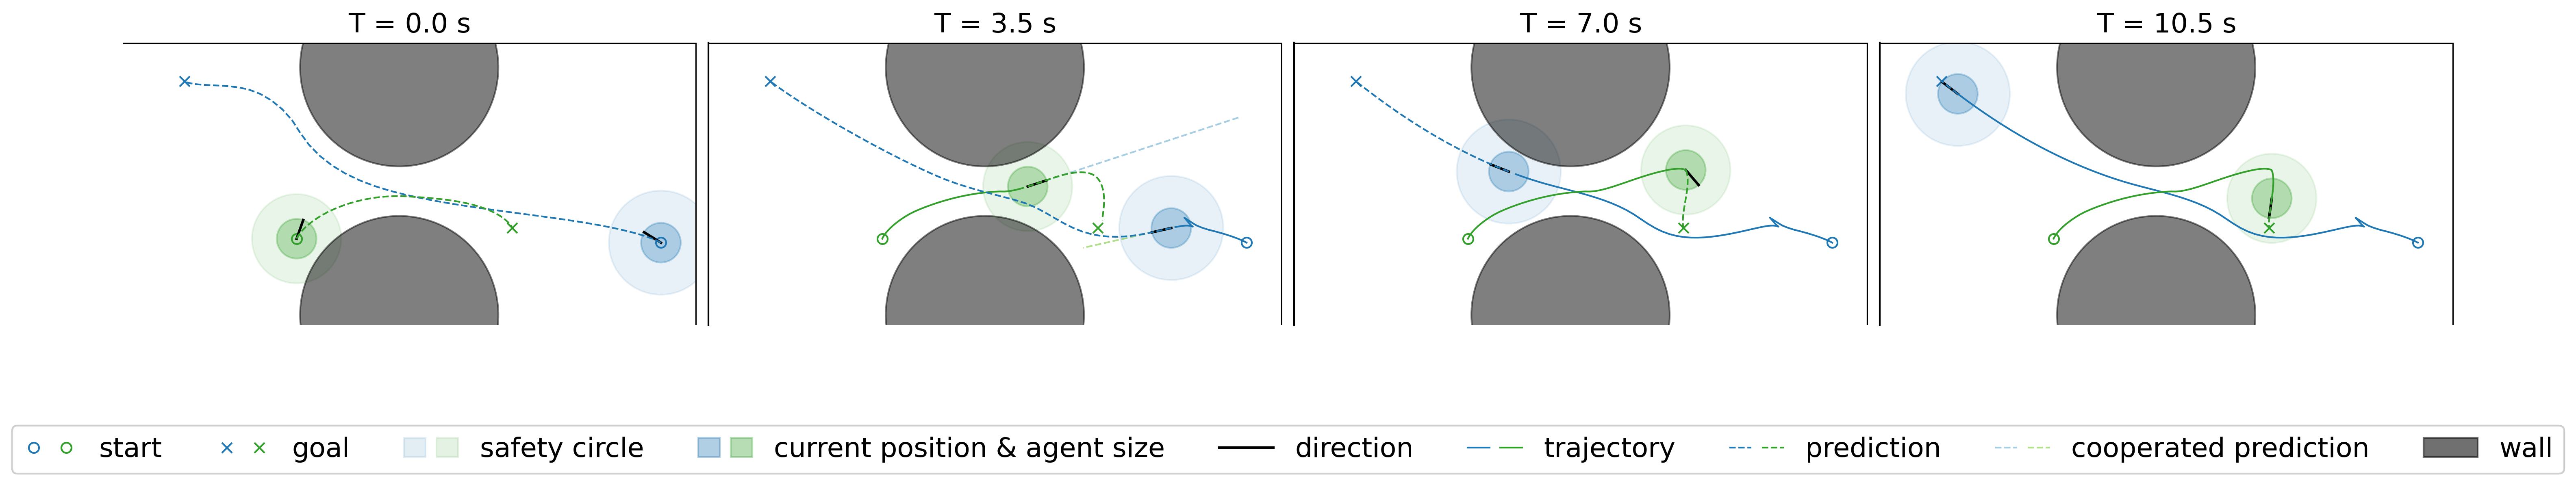 T = 0.0 s
T = 3.5 s
T = 7.0 s
T = 10.5 s
start goal safety circle current position & agent size direction trajectory prediction cooperated prediction wall